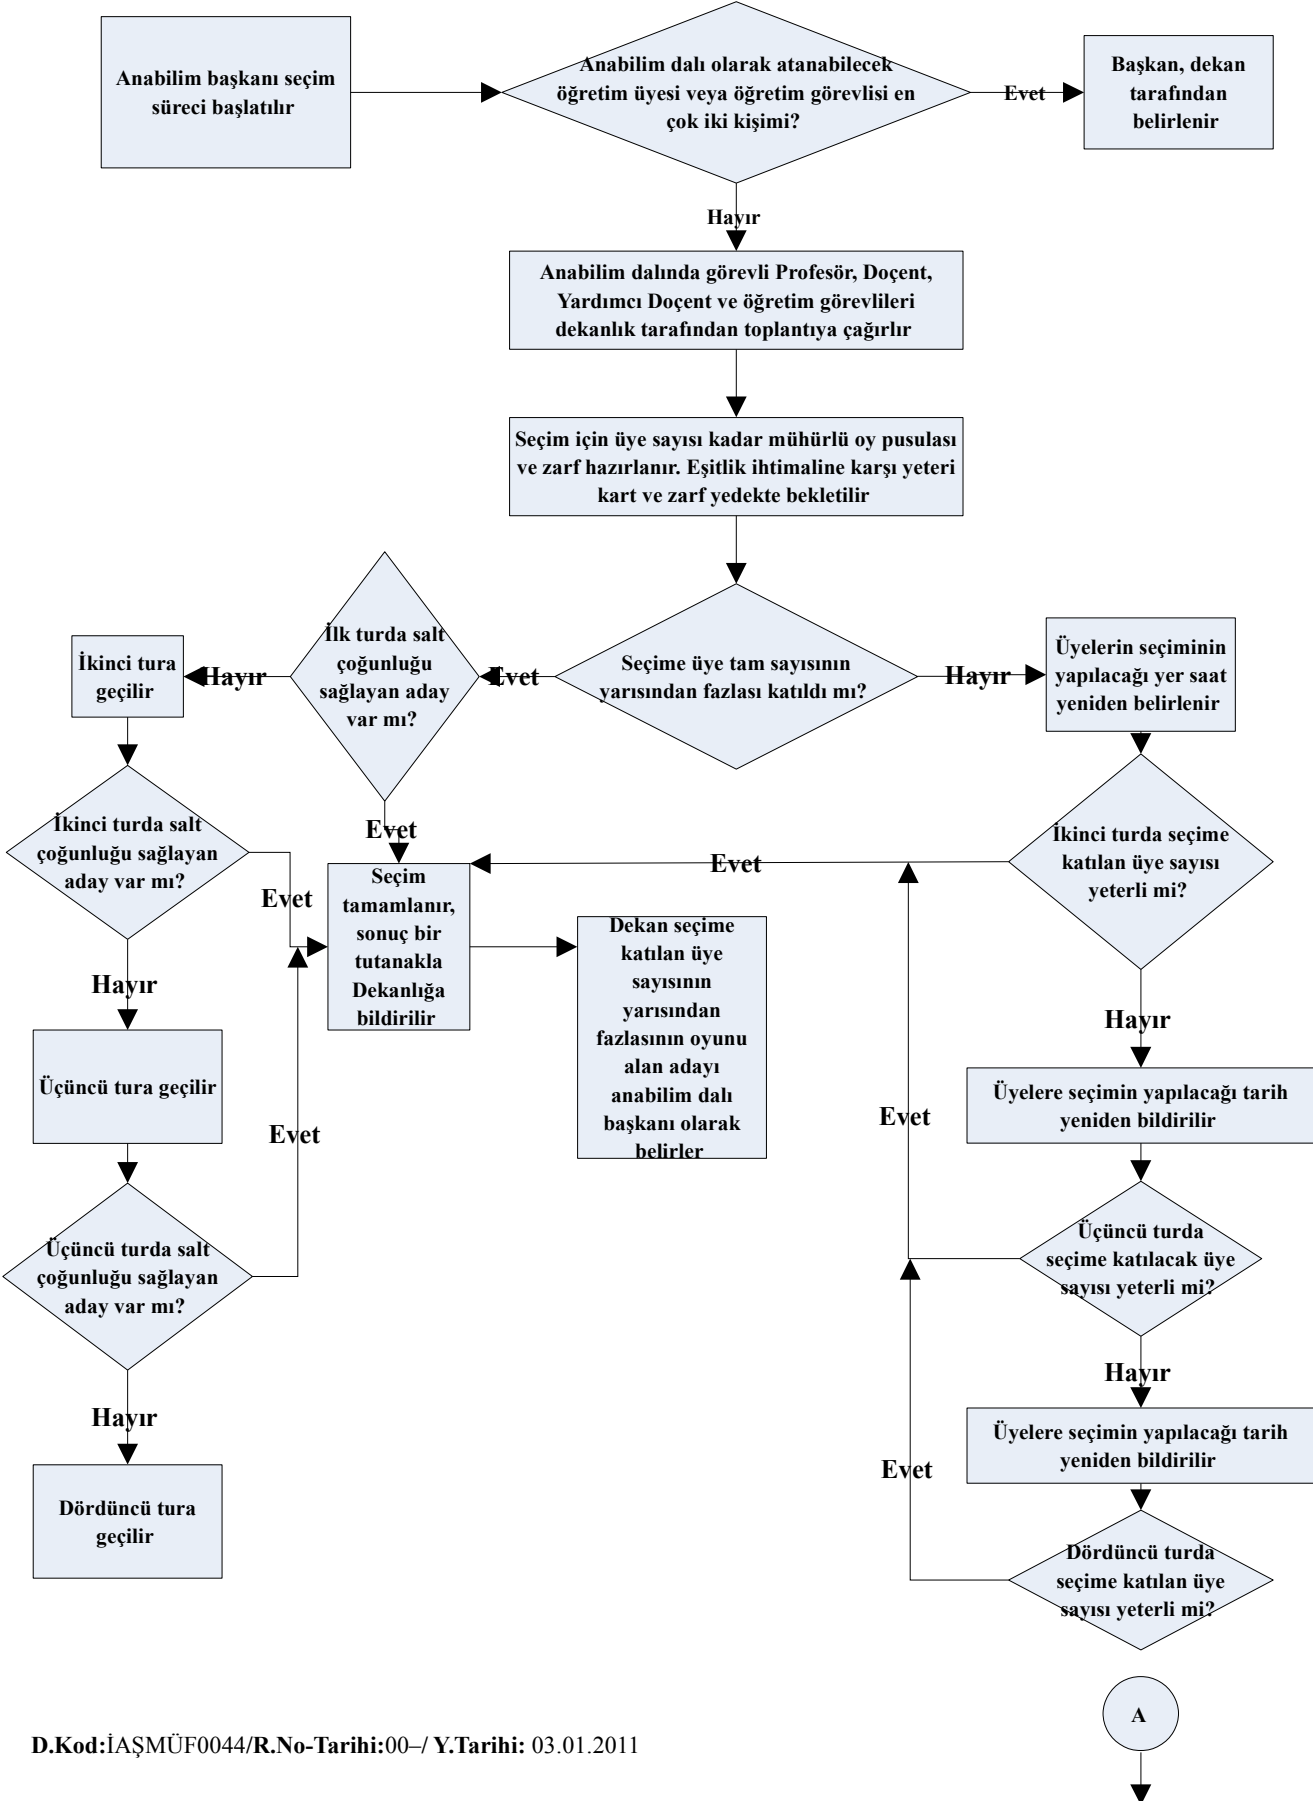 Anabilim başkanı seçim
süreci başlatılır
Anabilim dalı olarak atanabilecek
öğretim üyesi veya öğretim görevlisi en
çok iki kişimi?
Evet
Başkan, dekan
tarafından
belirlenir
Hayır
Anabilim dalında görevli Profesör, Doçent,
Yardımcı Doçent ve öğretim görevlileri
dekanlık tarafından toplantıya çağırlır
Seçim için üye sayısı kadar mühürlü oy pusulası
ve zarf hazırlanır. Eşitlik ihtimaline karşı yeteri
kart ve zarf yedekte bekletilir
Seçime üye tam sayısının
yarısından fazlası katıldı mı?
Evet
Hayır
İlk turda salt
çoğunluğu
sağlayan aday
var mı?
Hayır
İkinci tura
geçilir
Üyelerin seçiminin
yapılacağı yer saat
yeniden belirlenir
İkinci turda salt
çoğunluğu sağlayan
aday var mı?
Evet
Evet
Seçim
tamamlanır,
sonuç bir
tutanakla
Dekanlığa
bildirilir
Evet
İkinci turda seçime
katılan üye sayısı
yeterli mi?
Dekan seçime
katılan üye
sayısının
yarısından
fazlasının oyunu
alan adayı
anabilim dalı
başkanı olarak
belirler
Hayır
Hayır
Üçüncü tura geçilir
Üyelere seçimin yapılacağı tarih
yeniden bildirilir
Evet
Evet
Üçüncü turda salt
çoğunluğu sağlayan
aday var mı?
Üçüncü turda
seçime katılacak üye
sayısı yeterli mi?
Hayır
Hayır
Üyelere seçimin yapılacağı tarih
yeniden bildirilir
Evet
Dördüncü tura
geçilir
Dördüncü turda
seçime katılan üye
sayısı yeterli mi?
A
D.Kod:İAŞMÜF0044/R.No-Tarihi:00–/ Y.Tarihi: 03.01.2011